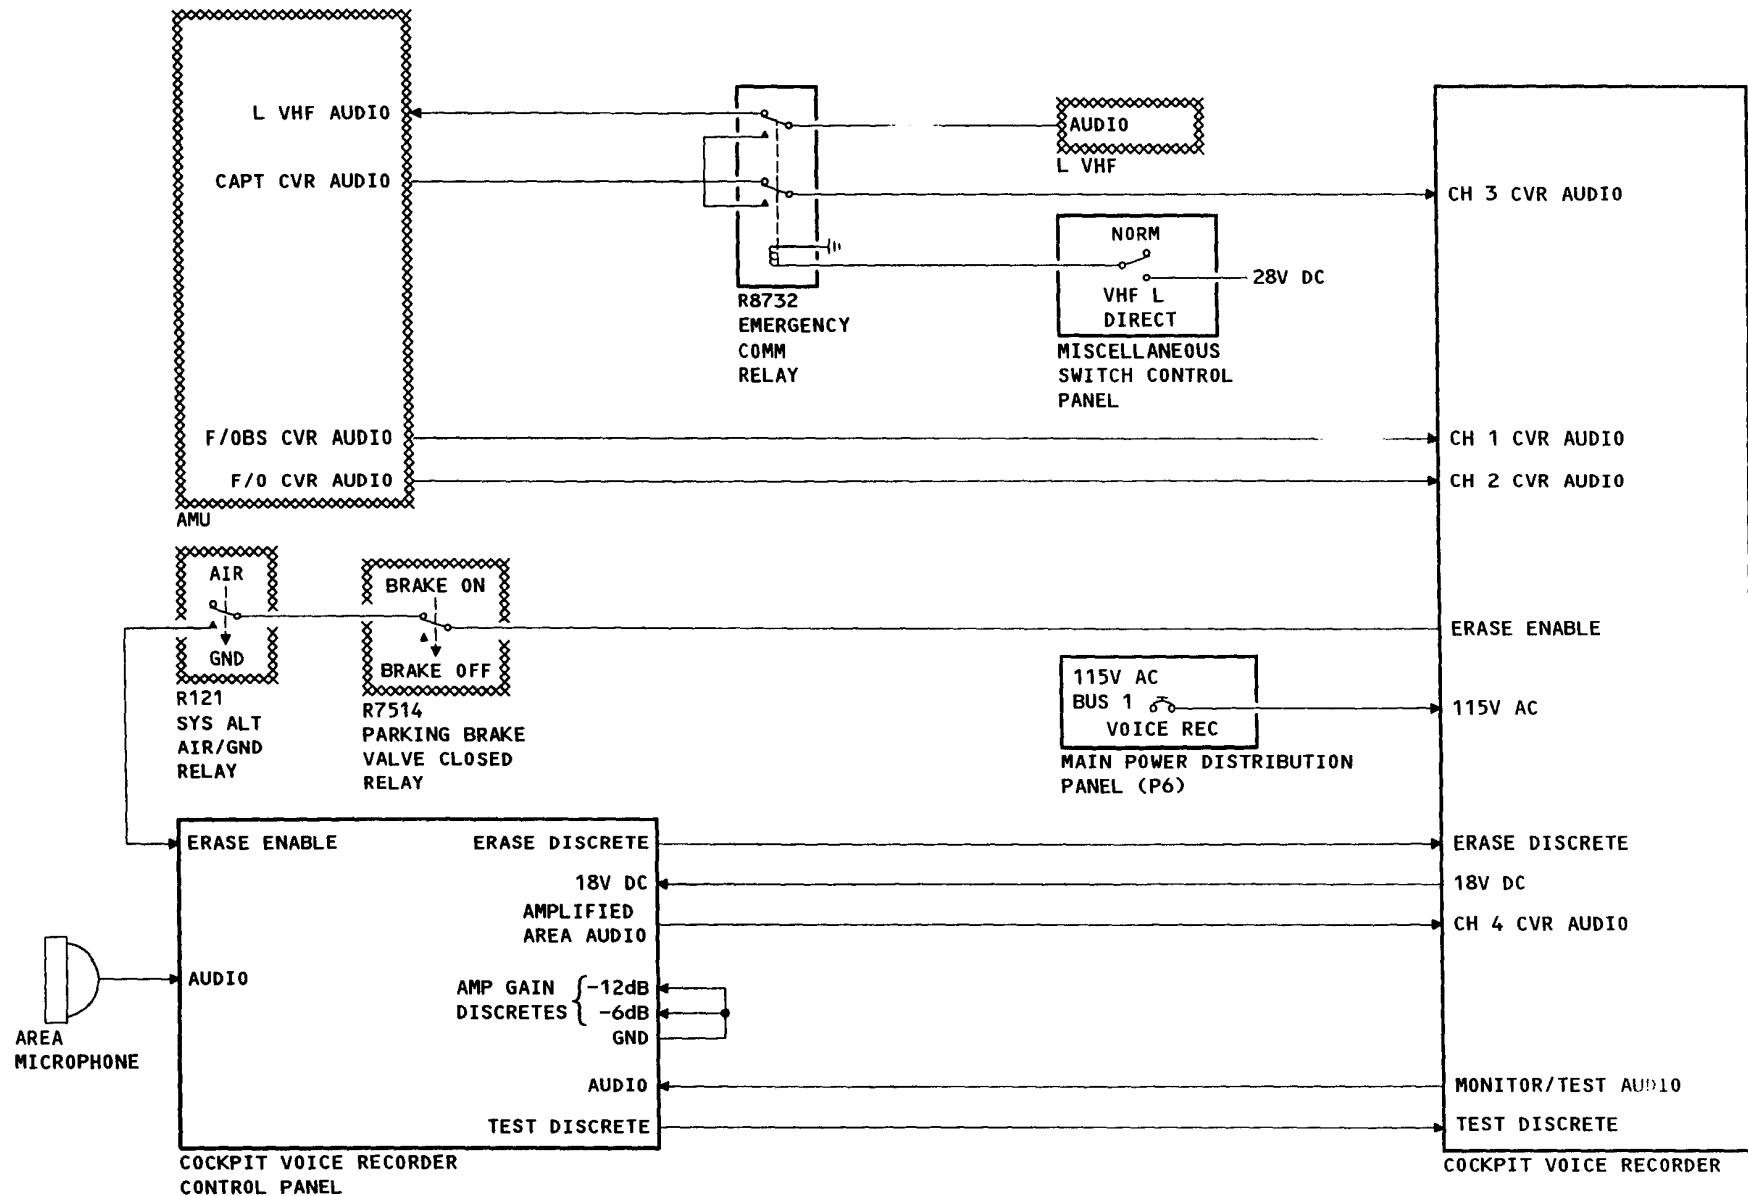 L VHF AUDIO
CAPT CVR AUDIO
F/OBS CVR AUDIO
F/O CVR AUDIO
AMU
R8732
EMERGENCY
COMM
RELAY
AUDIO
L VHF
NORM
VHF L
DIRECT
28V DC
MISCELLANEOUS
SWITCH CONTROL
PANEL
CH 3 CVR AUDIO
CH 1 CVR AUDIO
CH 2 CVR AUDIO
AIR
GND
R121
SYS ALT
AIR/GND
RELAY
BRAKE ON
BRAKE OFF
R7514
PARKING BRAKE
VALVE CLOSED
RELAY
ERASE ENABLE
115V AC
BUS 1
VOICE REC
MAIN POWER DISTRIBUTION
PANEL (P6)
115V AC
ERASE ENABLE
ERASE DISCRETE
18V DC
AMPLIFIED
AREA AUDIO
AUDIO
AMP GAIN
DISCRETES
-12dB
-6dB
GND
AUDIO
TEST DISCRETE
AREA
MICROPHONE
COCKPIT VOICE RECORDER
CONTROL PANEL
ERASE DISCRETE
18V DC
CH 4 CVR AUDIO
MONITOR/TEST AUDIO
TEST DISCRETE
COCKPIT VOICE RECORDER